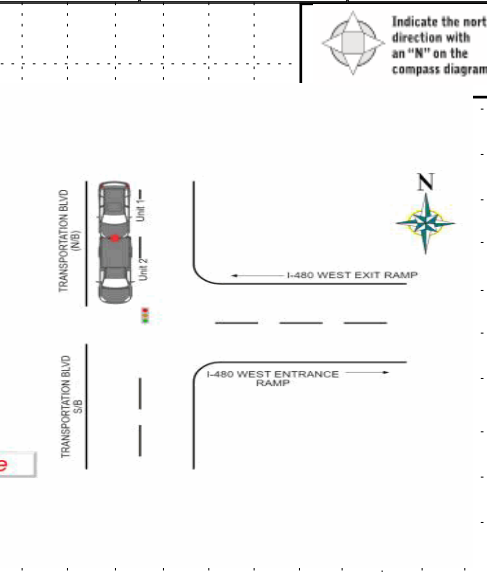 Indicate the nort
direction with
an “N” on the
compass diagram
N
TRANSPORTATION BLVD
(N/B)
Unit 1
Unit 2
I-480 WEST EXIT RAMP
I-480 WEST ENTRANCE
RAMP
TRANSPORTATION BLVD
S/B
e